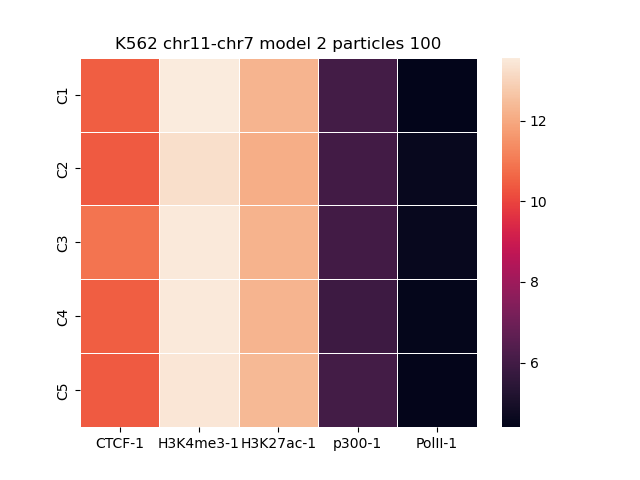 K562 chr11-chr7 model 2 particles 100
C1
C2
C3
C4
C5
CTCF-1 H3K4me3-1 H3K27ac-1 p300-1 PolII-1
12
10
8
6